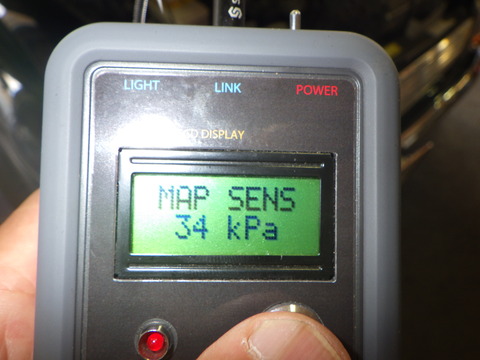 LIGHT LINK POWER
DISPLAY
MAP SENS
34 kPa